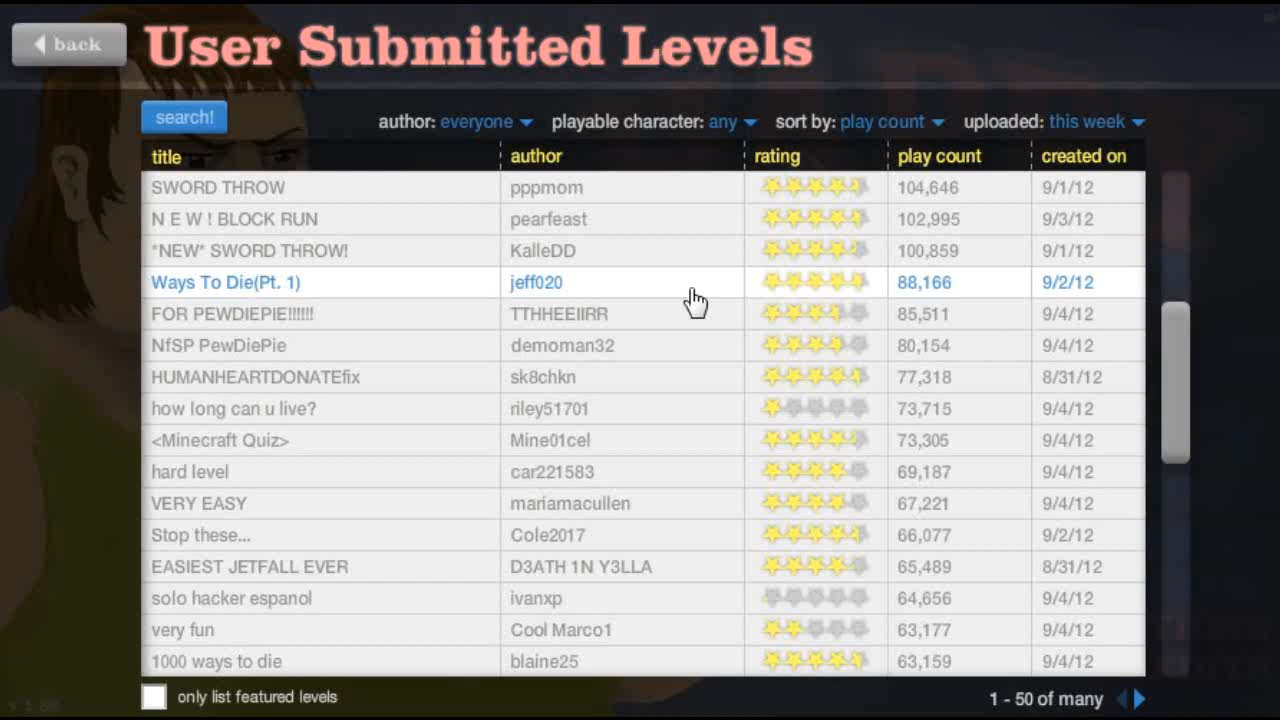 back
User Submitted Levels
search!
author: everyone playable character: any sort by: play count uploaded: this week
title author rating play count created on
SWORD THROW pppmom 104,646 9/1/12
N E W ! BLOCK RUN pearfeast 102,995 9/3/12
*NEW* SWORD THROW! KalleDD 100,859 9/1/12
Ways To Die(Pt. 1) jeff020 88,166 9/2/12
FOR PEWDIEPIE!!!!!! TTHHEEIIRR 85,511 9/4/12
NfSP PewDiePie demoman32 80,154 9/4/12
HUMANHEARTDONATEfix sk8chkn 77,318 8/31/12
how long can u live? riley51701 73,715 9/4/12
<Minecraft Quiz> Mine01cel 73,305 9/4/12
hard level car221583 69,187 9/4/12
VERY EASY mariamacullen 67,221 9/4/12
Stop these... Cole2017 66,077 9/2/12
EASIEST JETFALL EVER D3ATH 1N Y3LLA 65,489 8/31/12
solo hacker espanol ivanxp 64,656 9/4/12
very fun Cool Marco1 63,177 9/4/12
1000 ways to die blaine25 63,159 9/4/12
only list featured levels 1 - 50 of many